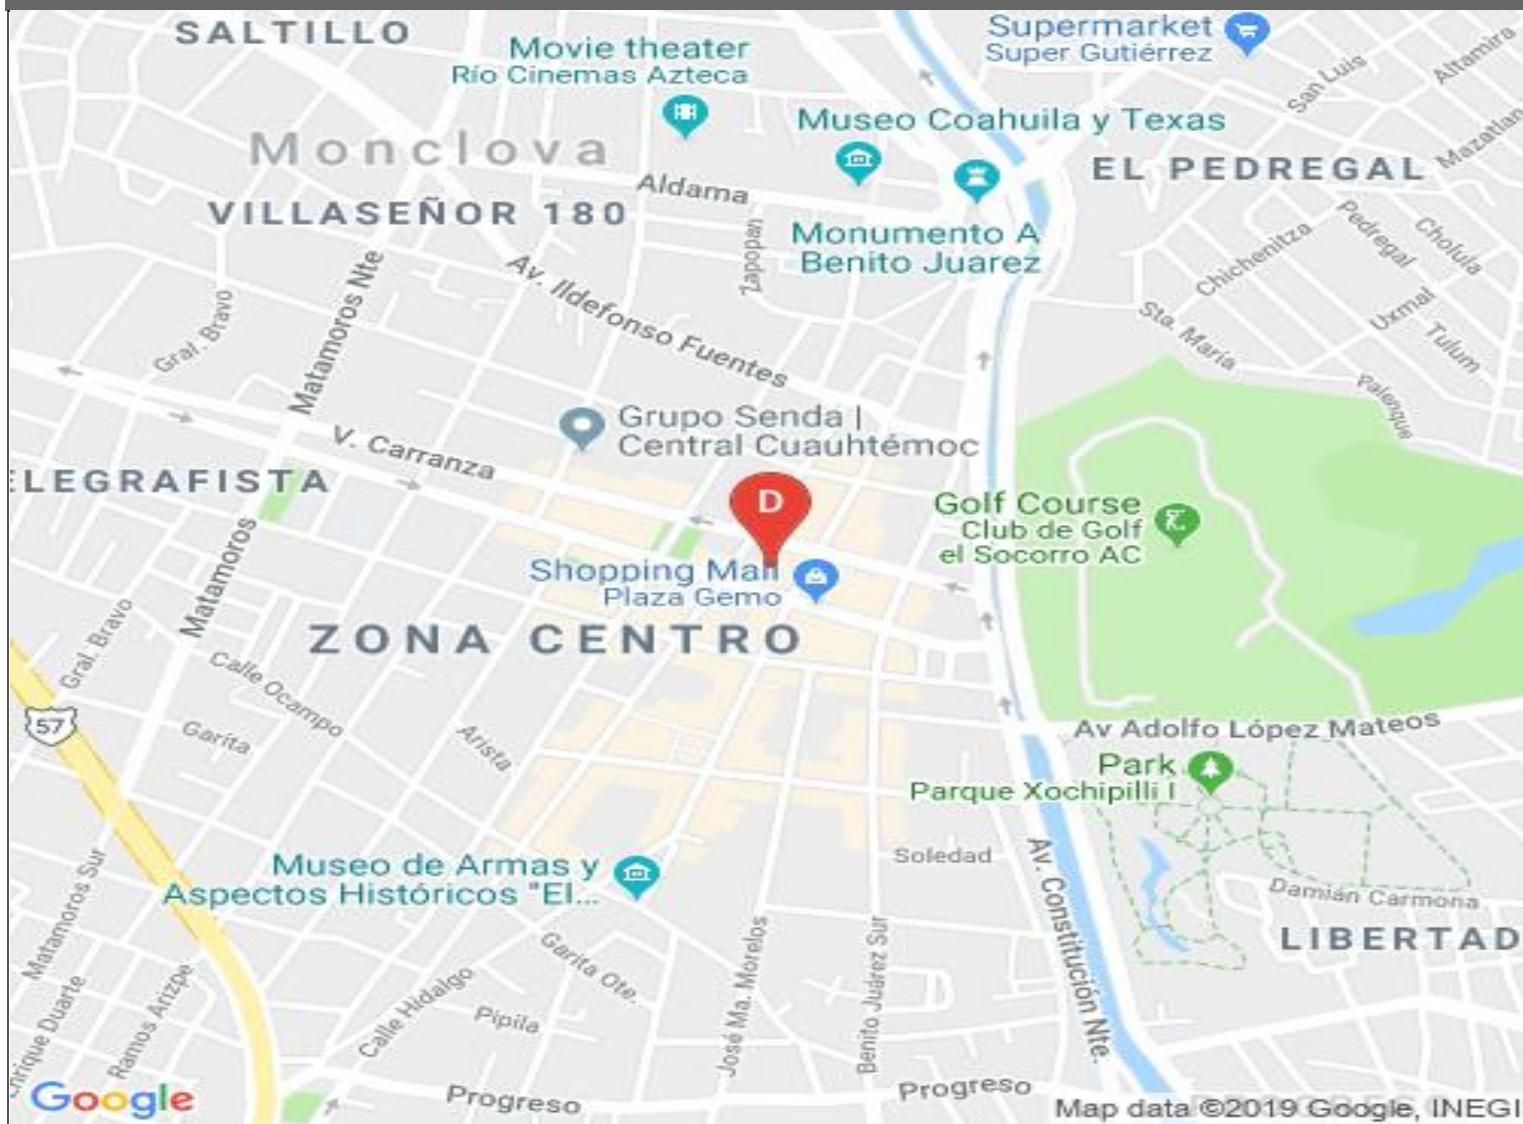 SALTILLO
Movie theater
Río Cinemas Azteca
Supermarket
Super Gutiérrez
San Luis
Altamira
Mazatlan
Monclova
Museo Coahuila y Texas
EL PEDREGAL
Aldama
VILLASEÑOR 180
Zapopan
Monumento A
Benito Juarez
Pedregal
Cholula
Chichenitza
Uxmal
Tulum
Sta. María
Palenque
Matamoros Nte
Av. Ildefonso Fuentes
Gral. Bravo
Grupo Senda |
Central Cuauhtémoc
V. Carranza
ELEGRAFISTA
D
Golf Course
Club de Golf
el Socorro AC
Matamoros
Shopping Mall
Plaza Gemo
ZONA CENTRO
Gral. Bravo
Calle Ocampo
57
Garita
Arista
Av Adolfo López Mateos
Park
Parque Xochipilli I
Museo de Armas y
Aspectos Históricos "El...
Soledad
Av. Constitución Nte.
Damián Carmona
LIBERTAD
Matamoros Sur
Ramos Arizpe
Enrique Duarte
Calle Hidalgo
Garita Ote.
Pipila
José Ma. Morelos
Benito Juárez Sur
Progreso
Progreso
Google
Map data ©2019 Google, INEGI